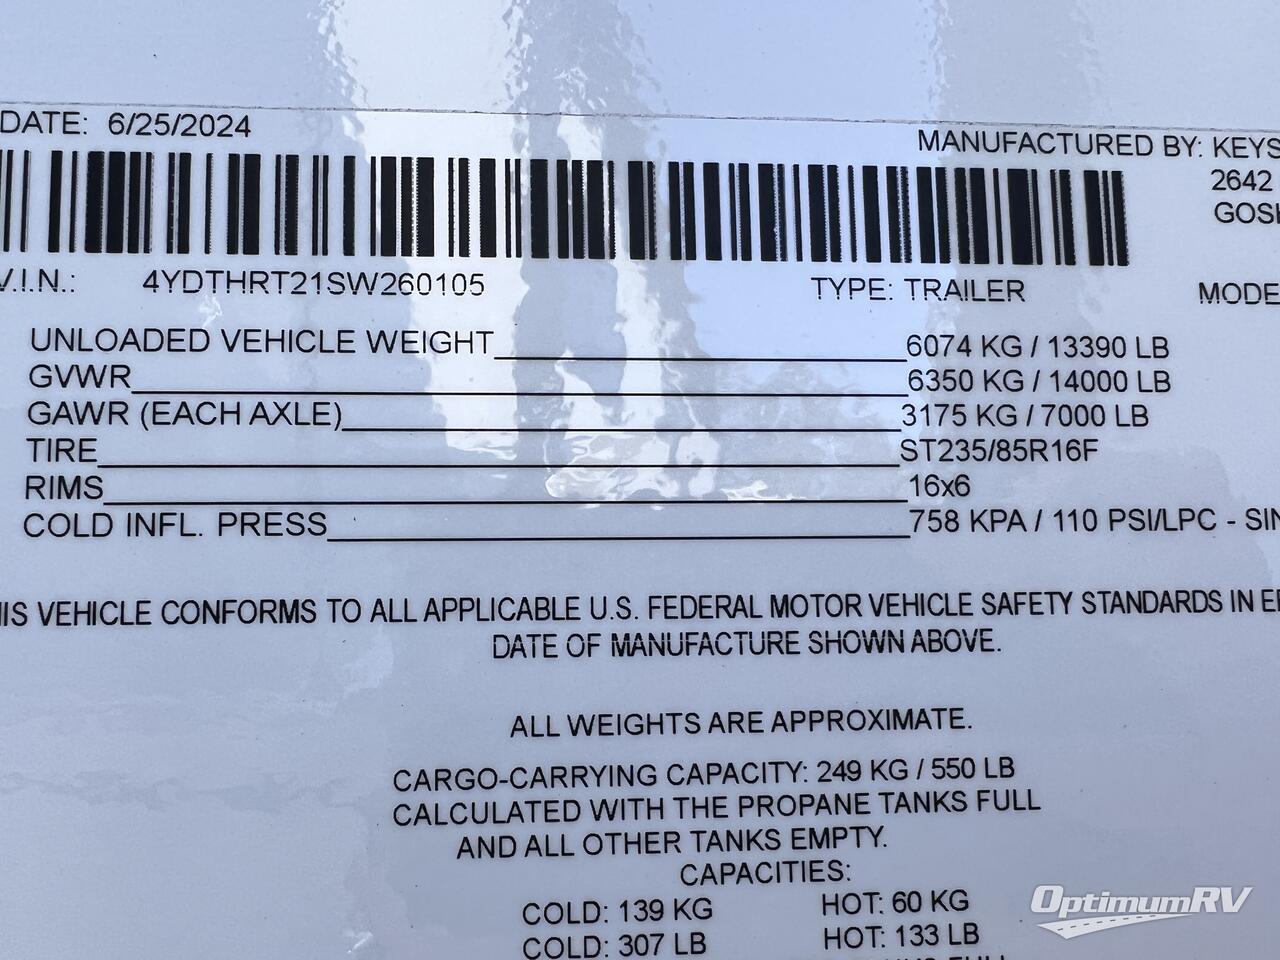 DATE: 6/25/2024
MANUFACTURED BY: KEYS
2642
GOSH
V.I.N.: 4YDTHRT21SW260105 TYPE: TRAILER MODE
UNLOADED VEHICLE WEIGHT 6074 KG / 13390 LB
GVWR 6350 KG / 14000 LB
GAWR (EACH AXLE) 3175 KG / 7000 LB
TIRE ST235/85R16F
RIMS 16x6
COLD INFL. PRESS 758 KPA / 110 PSI/LPC - SIN
HIS VEHICLE CONFORMS TO ALL APPLICABLE U.S. FEDERAL MOTOR VEHICLE SAFETY STANDARDS IN EF
DATE OF MANUFACTURE SHOWN ABOVE.
ALL WEIGHTS ARE APPROXIMATE.
CARGO-CARRYING CAPACITY: 249 KG / 550 LB
CALCULATED WITH THE PROPANE TANKS FULL
AND ALL OTHER TANKS EMPTY.
CAPACITIES:
COLD: 139 KG HOT: 60 KG
COLD: 307 LB HOT: 133 LB
OptimumRV